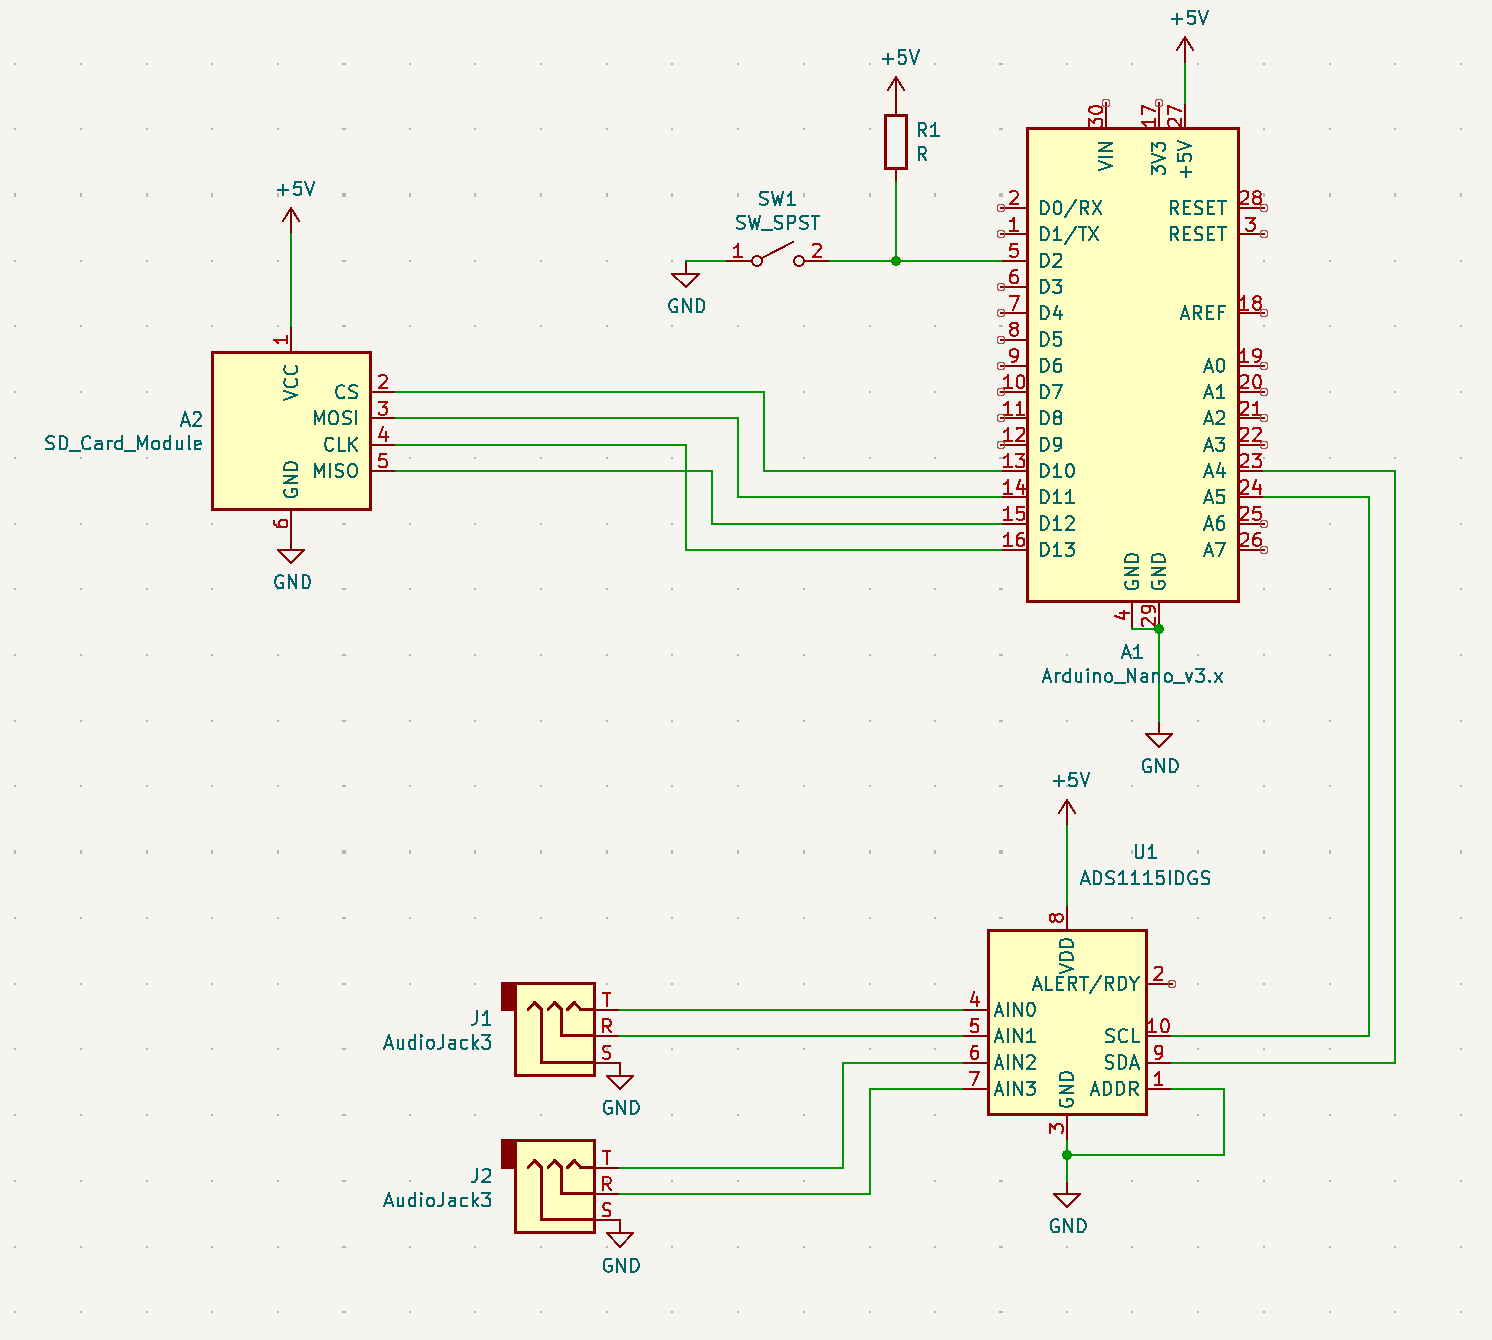 +5V
+5V
R1
R
30
17
27
VIN
3V3
+5V
+5V
SW1
SW_SPST
1
2
GND
2
D0/RX
1
D1/TX
5
D2
6
D3
7
D4
8
D5
9
D6
10
D7
11
D8
12
D9
13
D10
14
D11
15
D12
16
D13
RESET
28
RESET
3
AREF
18
A0
19
A1
20
A2
21
A3
22
A4
23
A5
24
A6
25
A7
26
GND
GND
4
29
A1
Arduino_Nano_v3.x
GND
1
VCC
CS
2
MOSI
3
CLK
4
MISO
5
GND
6
A2
SD_Card_Module
GND
+5V
U1
ADS1115IDGS
8
VDD
ALERT/RDY
2
4
AIN0
5
AIN1
6
AIN2
7
AIN3
SCL
10
SDA
9
ADDR
1
GND
3
GND
J1
AudioJack3
T
R
S
GND
J2
AudioJack3
T
R
S
GND